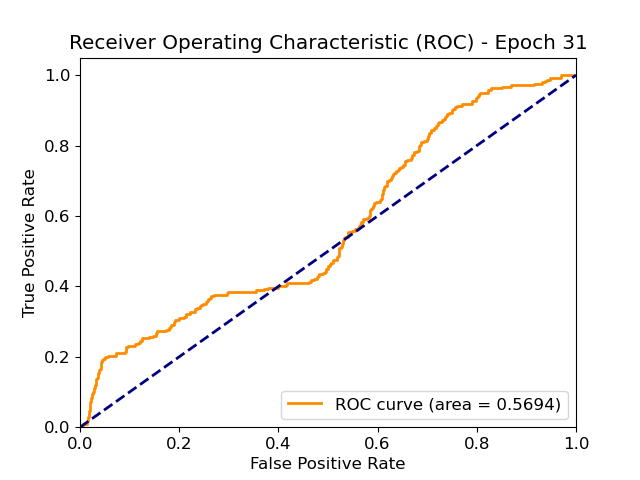 Receiver Operating Characteristic (ROC) - Epoch 31
True Positive Rate
1.0
0.8
0.6
0.4
0.2
0.0
ROC curve (area = 0.5694)
0.0 0.2 0.4 0.6 0.8 1.0
False Positive Rate